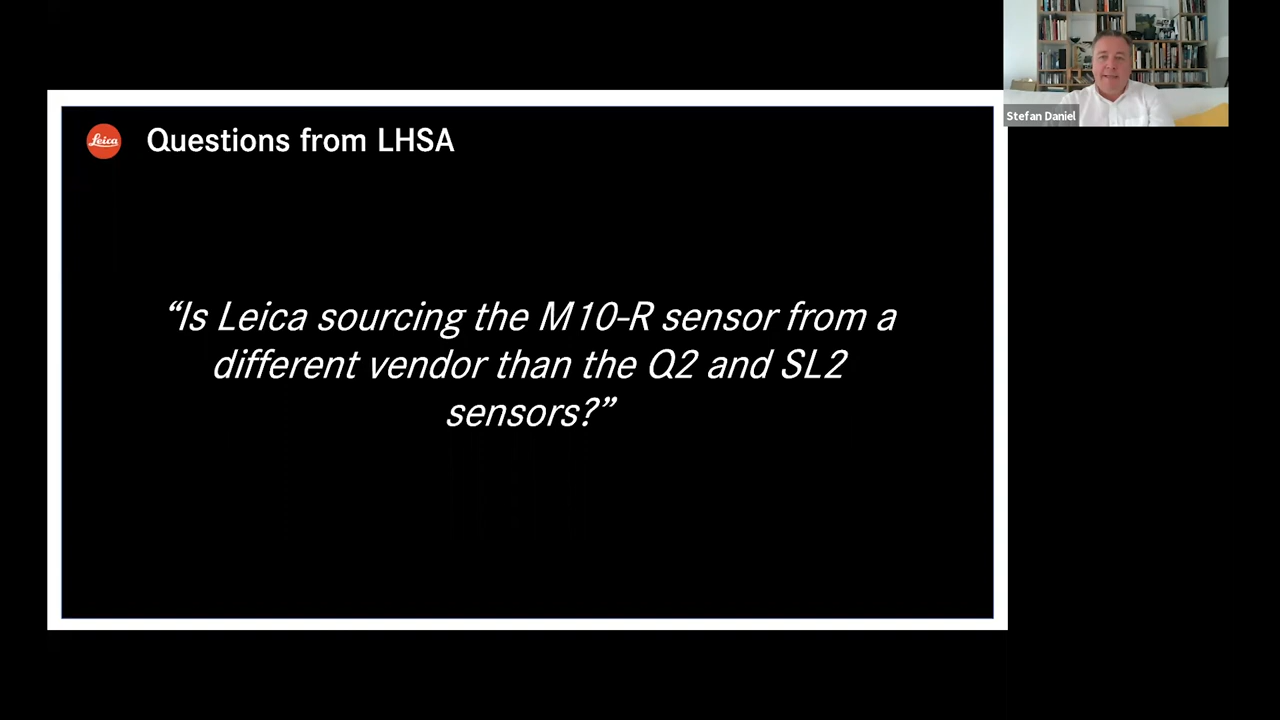 Stefan Daniel
Leica
Questions from LHSA
“Is Leica sourcing the M10-R sensor from a
different vendor than the Q2 and SL2
sensors?”